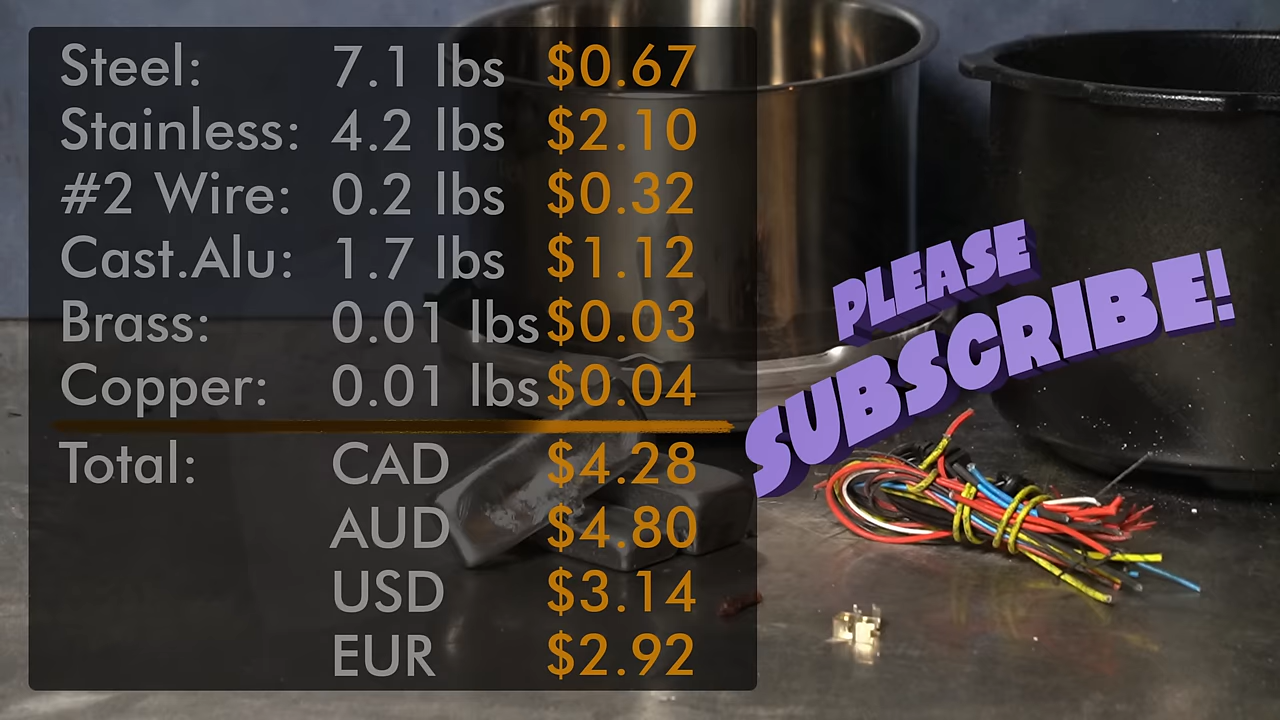 Steel: 7.1 lbs $0.67
Stainless: 4.2 lbs $2.10
#2 Wire: 0.2 lbs $0.32
Cast.Alu: 1.7 lbs $1.12
Brass: 0.01 lbs $0.03
Copper: 0.01 lbs $0.04
Total: CAD $4.28
AUD $4.80
USD $3.14
EUR $2.92
PLEASE
SUBSCRIBE!